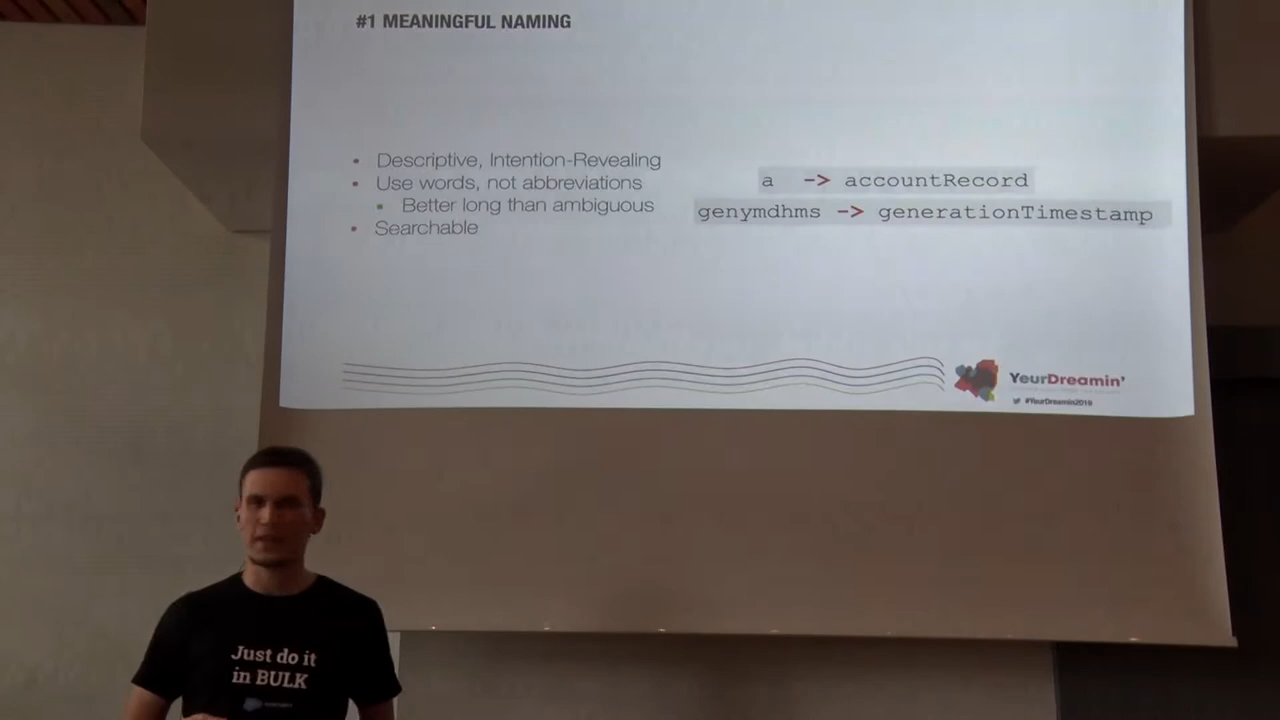 #1 MEANINGFUL NAMING
• Descriptive, Intention-Revealing
• Use words, not abbreviations
▪ Better long than ambiguous
• Searchable
a -> accountRecord
genymdhms -> generationTimestamp
YeurDreamin'
#YeurDreamin2019
Just do it
in BULK